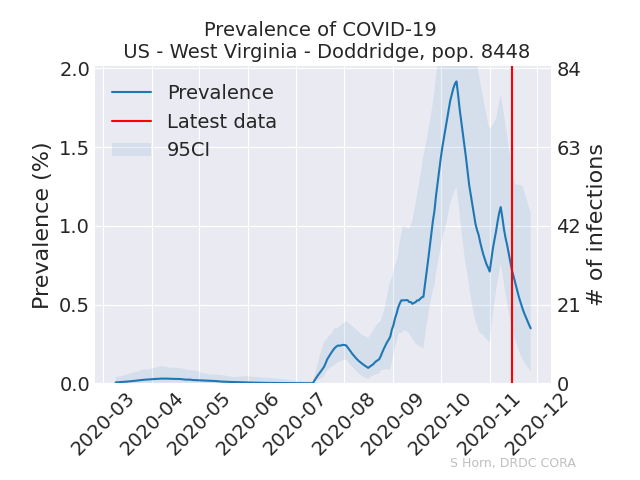 Prevalence of COVID-19
US - West Virginia - Doddridge, pop. 8448
2.0
1.5
1.0
0.5
0.0
Prevalence (%)
Prevalence
Latest data
95CI
84
63
42
21
0
# of infections
2020-03
2020-04
2020-05
2020-06
2020-07
2020-08
2020-09
2020-10
2020-11
2020-12
S Horn, DRDC CORA